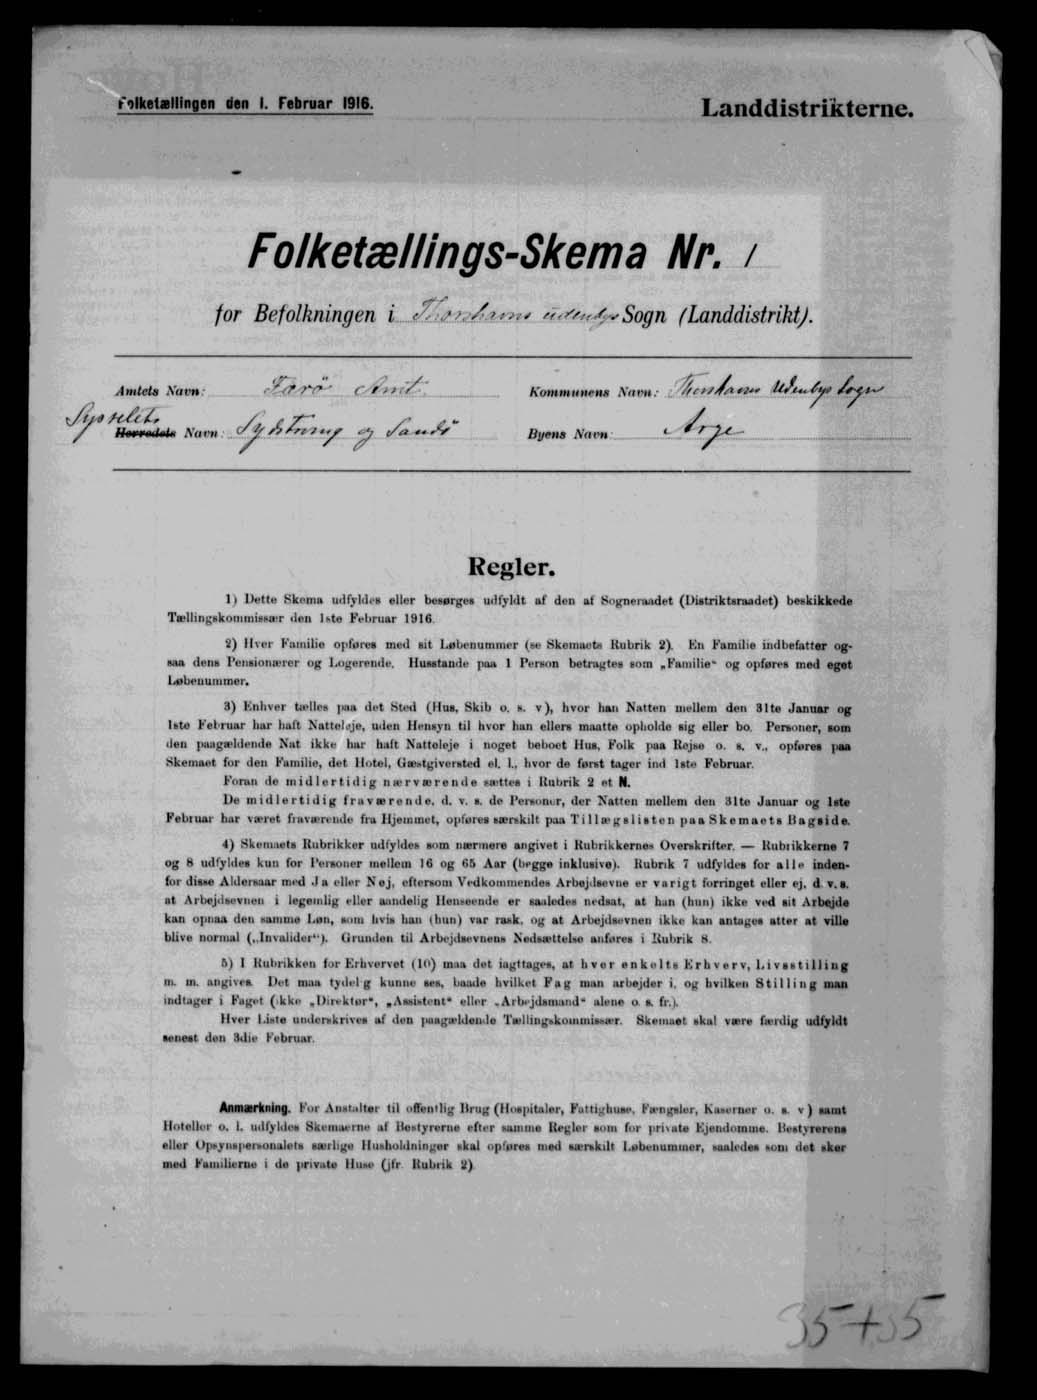 Folketællingen den 1. Februar 1916.
Landdistrikterne.
Folketællings-Skema Nr. 1
for Befolkningen i Thorshavns udenbys Sogn (Landdistrikt).
Amtets Navn: Færö Amt.
Kommunens Navn: Thorshavns Udenbys Sogn
Sysselets
Herredets Navn: Sydstrømø og Sandö
Byens Navn: Arge
Regler.
1) Dette Skema udfyldes eller besørges udfyldt af den af Sogneraadet (Distriktsraadet) beskikkede
Tællingskommissær den 1ste Februar 1916.
2) Hver Familie opføres med sit Løbenummer (se Skemaets Rubrik 2). En Familie indbefatter og-
saa dens Pensionærer og Logerende. Husstande paa 1 Person betragtes som „Familie“ og opføres med eget
Løbenummer.
3) Enhver tælles paa det Sted (Hus, Skib o. s. v), hvor han Natten mellem den 31te Januar og
1ste Februar har haft Natteleje, uden Hensyn til hvor han ellers maatte opholde sig eller bo. Personer, som
den paagældende Nat ikke har haft Natteleje i noget beboet Hus, Folk paa Rejse o. s. v., opføres paa
Skemaet for den Familie, det Hotel, Gæstgiversted el. l., hvor de først tager ind 1ste Februar.
Foran de midlertidig nærværende sættes i Rubrik 2 et N.
De midlertidig fraværende, d. v. s. de Personer, der Natten mellem den 31te Januar og 1ste
Februar har været fraværende fra Hjemmet, opføres særskilt paa Tillægslisten paa Skemaets Bagside.
4) Skemaets Rubrikker udfyldes som nærmere angivet i Rubrikkernes Overskrifter. — Rubrikkerne 7
og 8 udfyldes kun for Personer mellem 16 og 65 Aar (begge inklusive). Rubrik 7 udfyldes for alle inden-
for disse Aldersaar med Ja eller Nej, eftersom Vedkommendes Arbejdsevne er varigt forringet eller ej, d. v. s.
at Arbejdsevnen i legemlig eller aandelig Henseende er saaledes nedsat, at han (hun) ikke ved sit Arbejde
kan opnaa den samme Løn, som hvis han (hun) var rask, og at Arbejdsevnen ikke kan antages atter at ville
blive normal („Invalider“). Grunden til Arbejdsevnens Nedsættelse anføres i Rubrik 8.
5) I Rubrikken for Erhvervet (10) maa det iagttages, at hver enkelts Erhverv, Livsstilling
m. m. angives. Det maa tydelig kunne ses, baade hvilket Fag man arbejder i, og hvilken Stilling man
indtager i Faget (ikke „Direktør“, „Assistent“ eller „Arbejdsmand“ alene o. s. fr.).
Hver Liste underskrives af den paagældende Tællingskommissær. Skemaet skal være færdig udfyldt
senest den 3die Februar.
Anmærkning. For Anstalter til offentlig Brug (Hospitaler, Fattighuse, Fængsler, Kaserner o. s. v) samt
Hoteller o. l. udfyldes Skemaerne af Bestyrerne efter samme Regler som for private Ejendomme. Bestyrerens
eller Opsynspersonalets særlige Husholdninger skal opføres med særskilt Løbenummer, saaledes som det sker
med Familierne i de private Huse (jfr. Rubrik 2).
35+35